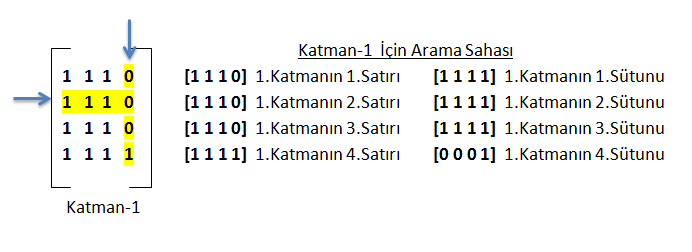 Katman-1 İçin Arama Sahası
1 1 1 0 [1 1 1 0] 1.Katmanın 1.Satırı [1 1 1 1] 1.Katmanın 1.Sütunu
1 1 1 0 [1 1 1 0] 1.Katmanın 2.Satırı [1 1 1 1] 1.Katmanın 2.Sütunu
1 1 1 0 [1 1 1 0] 1.Katmanın 3.Satırı [1 1 1 1] 1.Katmanın 3.Sütunu
1 1 1 1 [1 1 1 1] 1.Katmanın 4.Satırı [0 0 0 1] 1.Katmanın 4.Sütunu
Katman-1